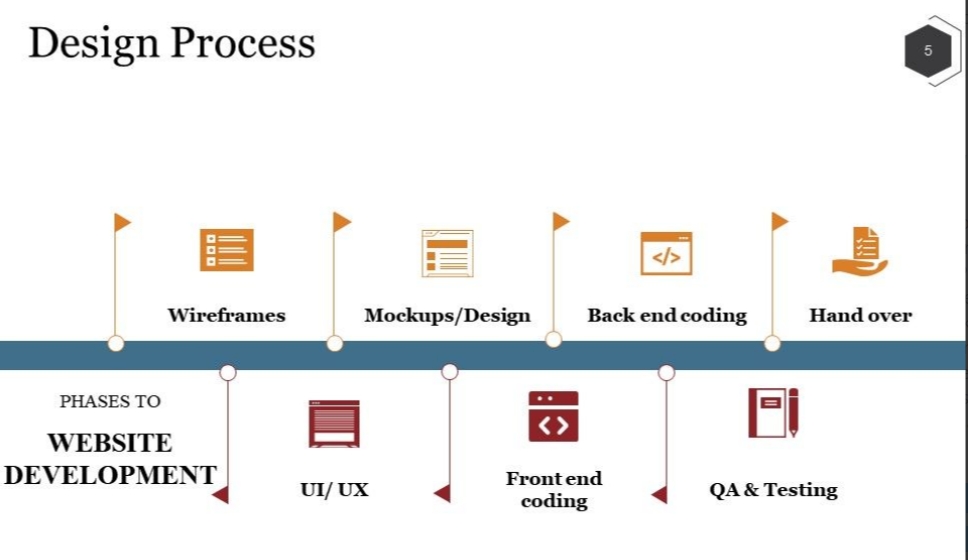 Design Process
5
Wireframes
Mockups/Design
Back end coding
Hand over
PHASES TO
WEBSITE
DEVELOPMENT
UI/ UX
Front end
coding
QA & Testing